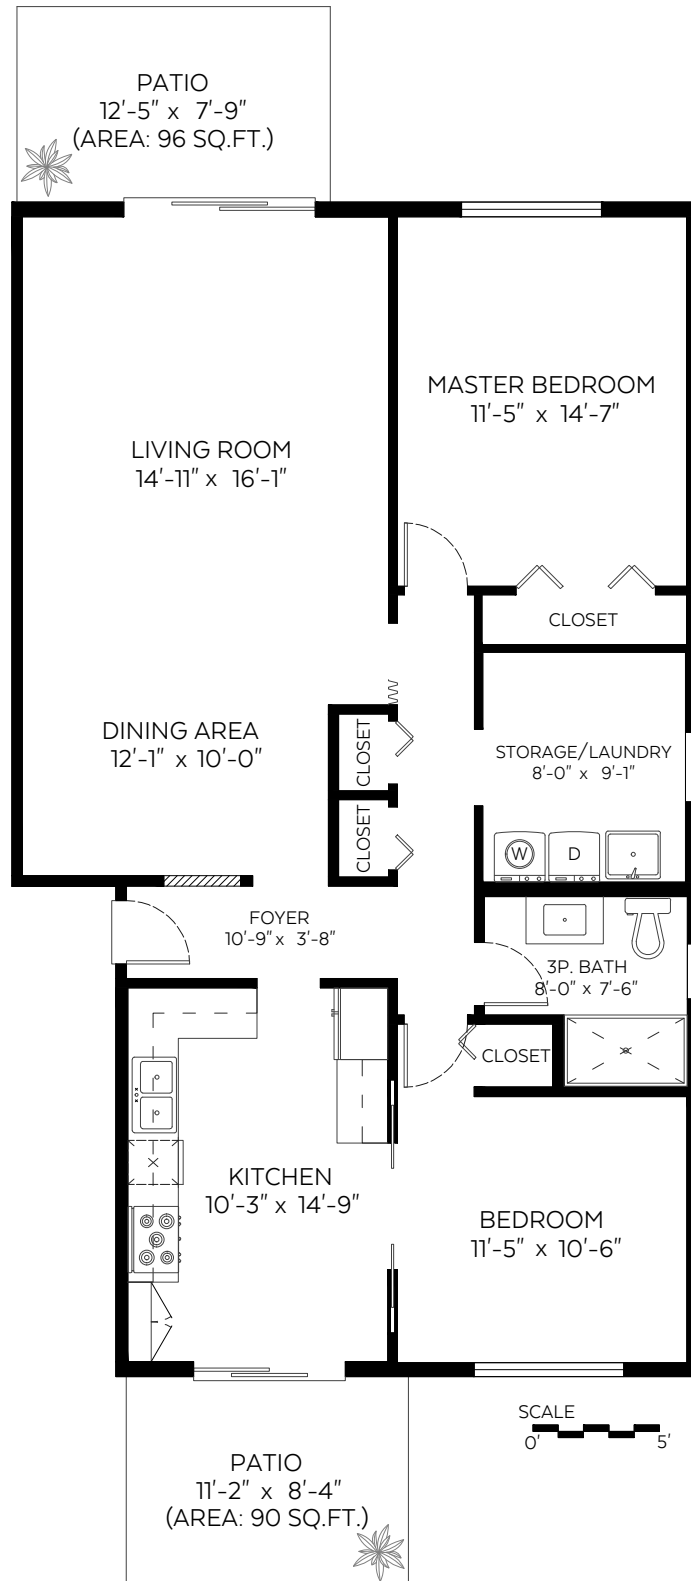 PATIO
12'-5" x 7'-9"
(AREA: 96 SQ.FT.)
MASTER BEDROOM
11'-5" x 14'-7"
LIVING ROOM
14'-11" x 16'-1"
CLOSET
DINING AREA
12'-1" x 10'-0"
CLOSET
STORAGE/LAUNDRY
8'-0" x 9'-1"
CLOSET
W
D
FOYER
10'-9" x 3'-8"
3P. BATH
8'-0" x 7'-6"
CLOSET
KITCHEN
10'-3" x 14'-9"
BEDROOM
11'-5" x 10'-6"
SCALE
0' 5'
PATIO
11'-2" x 8'-4"
(AREA: 90 SQ.FT.)